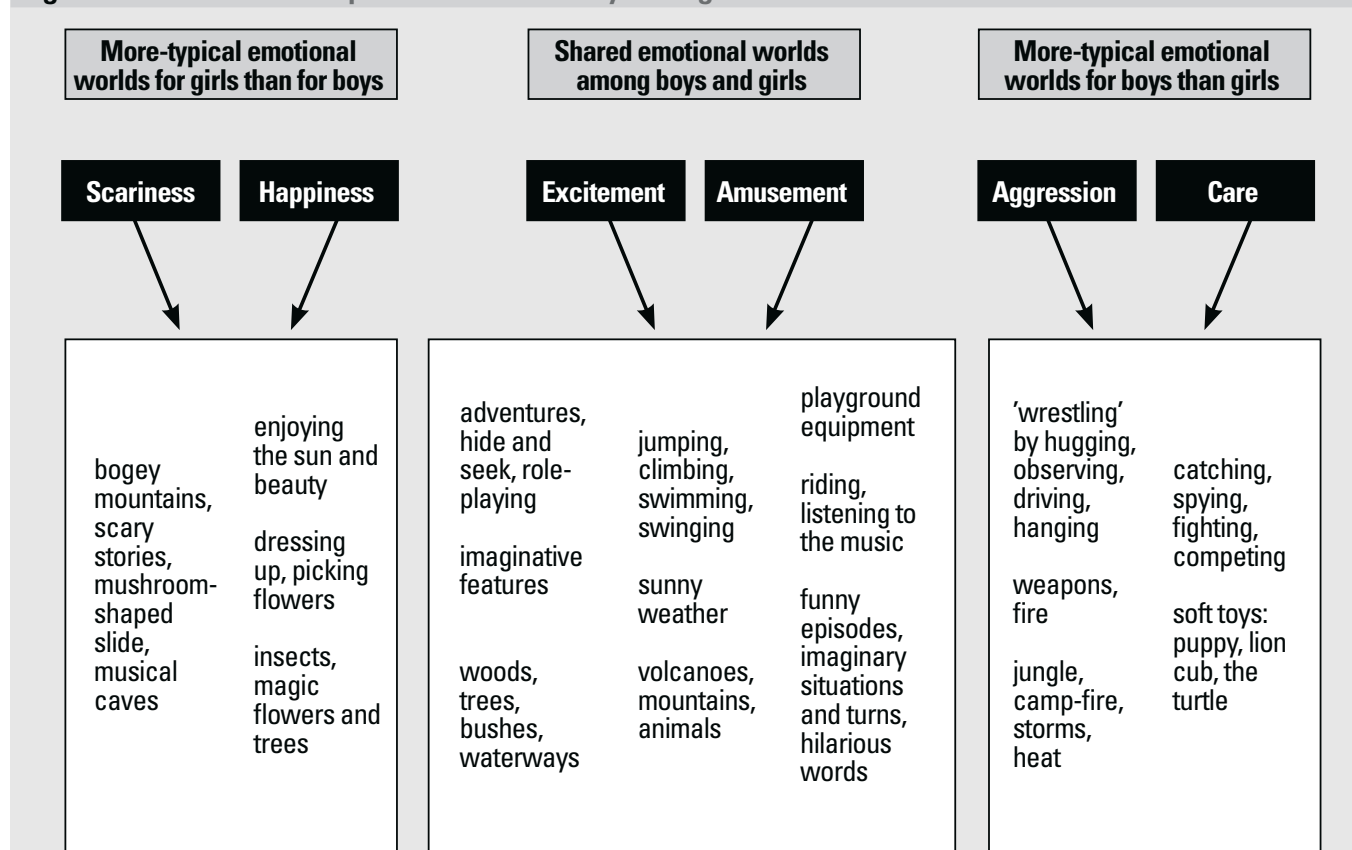 More-typical emotional
worlds for girls than for boys
Shared emotional worlds
among boys and girls
More-typical emotional
worlds for boys than girls
Scariness
Happiness
Excitement
Amusement
Aggression
Care
bogey
mountains,
scary
stories,
mushroom-
shaped
slide,
musical
caves
enjoying
the sun and
beauty
dressing
up, picking
flowers
insects,
magic
flowers and
trees
adventures,
hide and
seek, role-
playing
imaginative
features
woods,
trees,
bushes,
waterways
jumping,
climbing,
swimming,
swinging
sunny
weather
volcanoes,
mountains,
animals
playground
equipment
riding,
listening to
the music
funny
episodes,
imaginary
situations
and turns,
hilarious
words
'wrestling'
by hugging,
observing,
driving,
hanging
weapons,
fire
jungle,
camp-fire,
storms,
heat
catching,
spying,
fighting,
competing
soft toys:
puppy, lion
cub, the
turtle